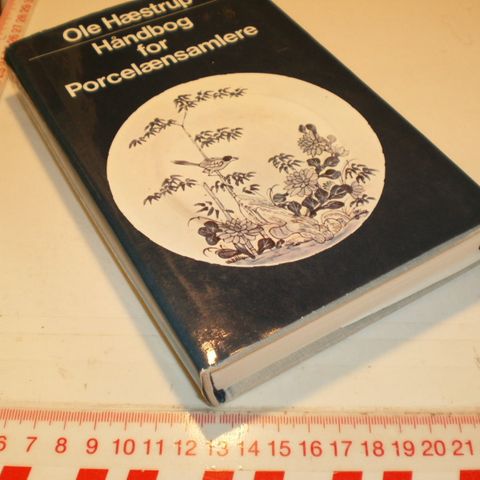 Ole Hæstrup
Håndbog
for
Porcelænsamlere
6 7 8 9 10 11 12 13 14 15 16 17 18 19 20 21